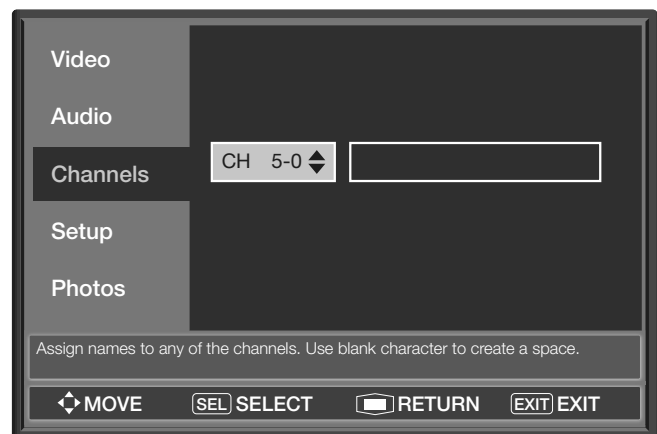 Video
Audio
Channels
Setup
Photos
CH 5-0
Assign names to any of the channels. Use blank character to create a space.
MOVE SEL SELECT RETURN EXIT EXIT